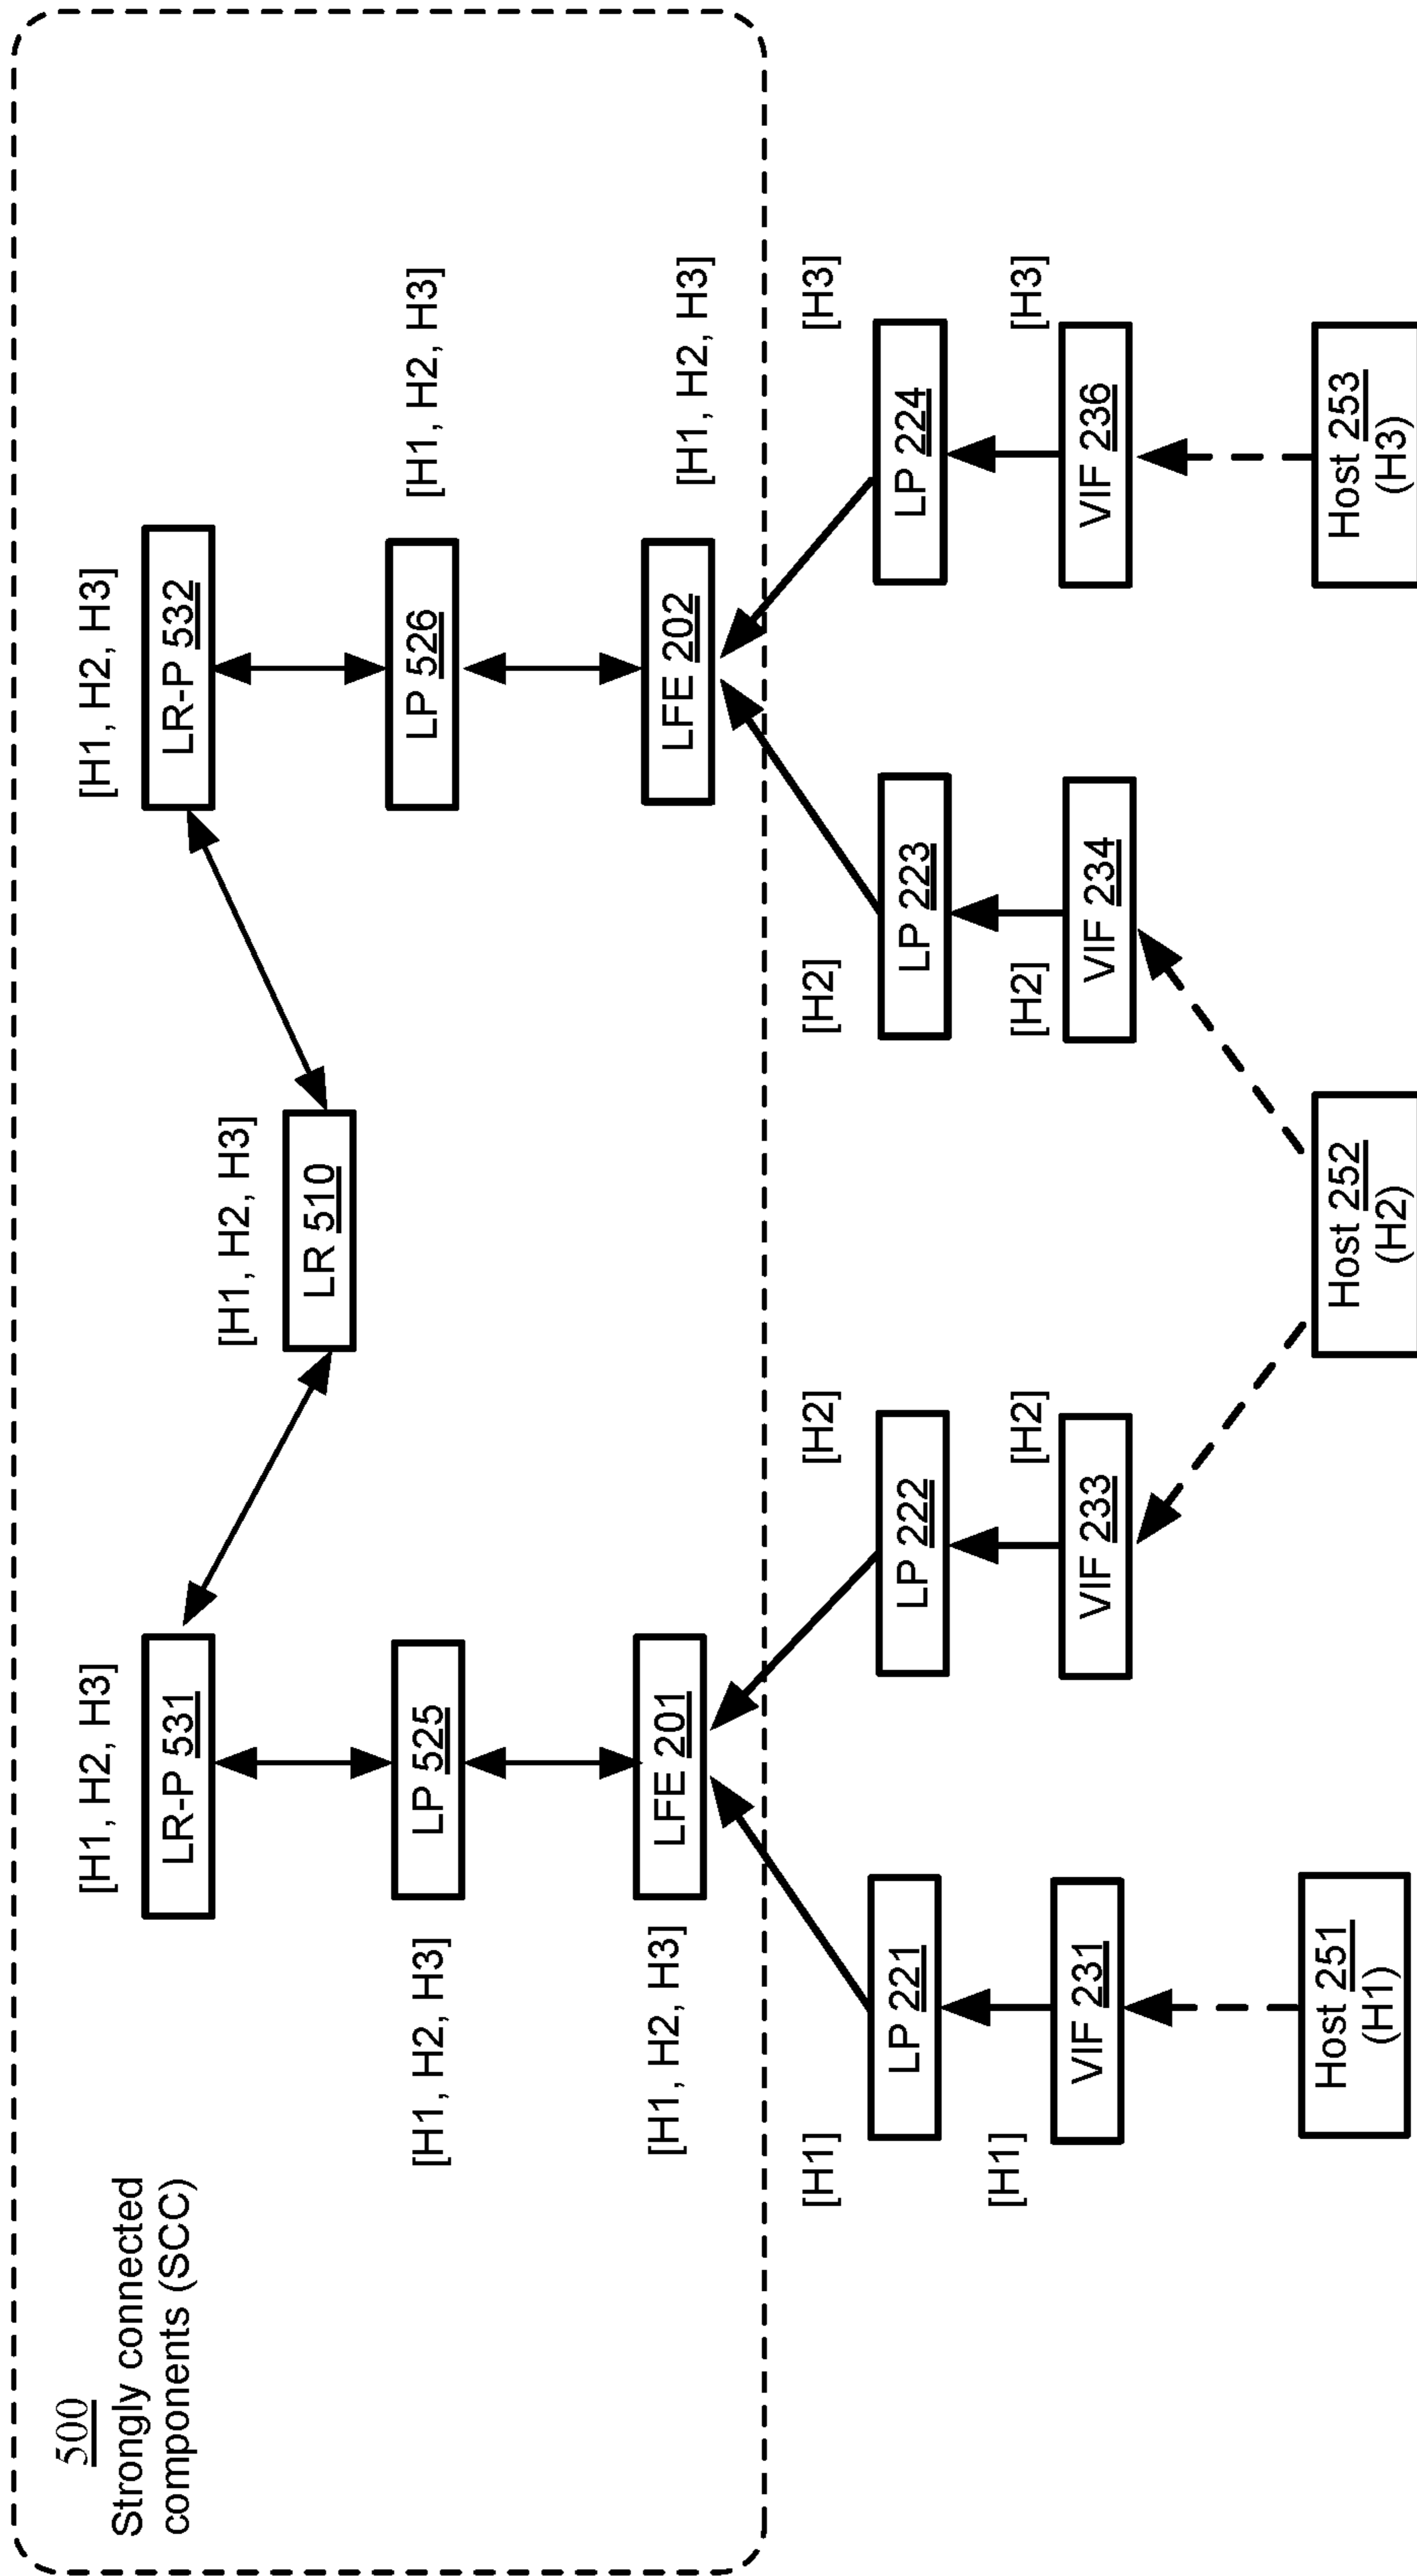 500
Strongly connected
components (SCC)
[H1, H2, H3]
[H1, H2, H3]
LR-P 531
LR-P 532
[H1, H2, H3]
LR 510
LP 525
LP 526
[H1, H2, H3]
[H1, H2, H3]
LFE 201
LFE 202
[H1, H2, H3]
[H1, H2, H3]
[H1]
[H2]
[H2]
[H3]
LP 221
LP 222
LP 223
LP 224
[H1]
[H2]
[H2]
[H3]
VIF 231
VIF 233
VIF 234
VIF 236
Host 251
(H1)
Host 252
(H2)
Host 253
(H3)